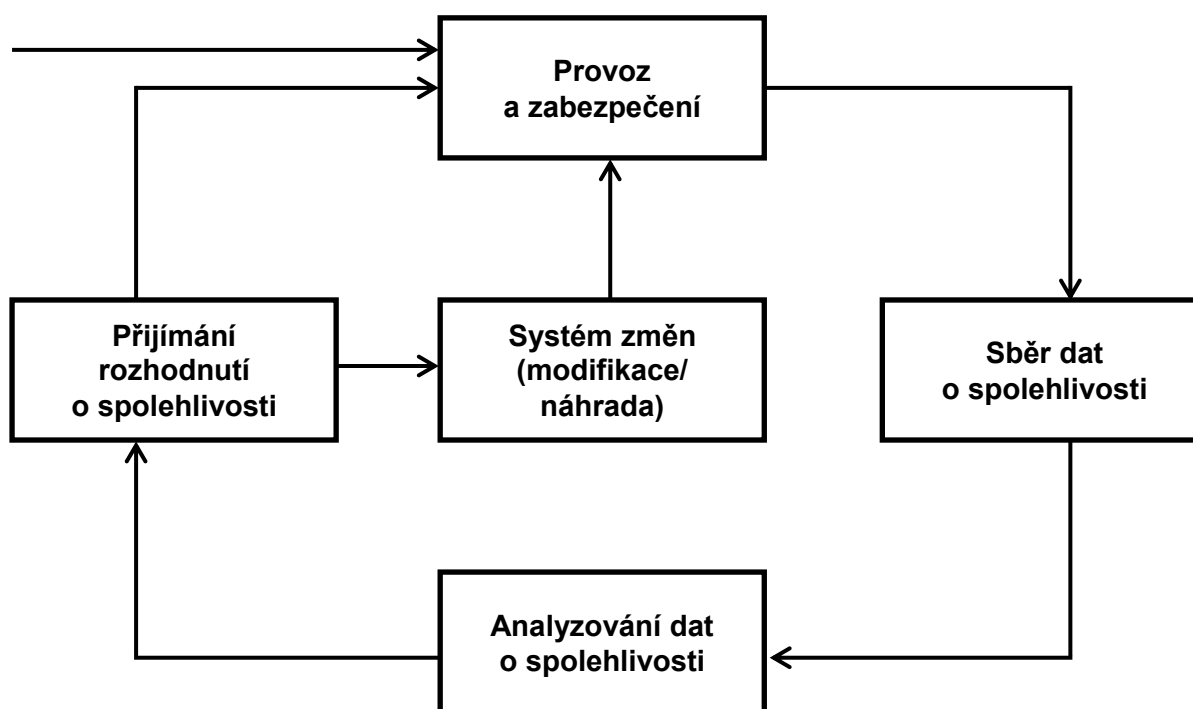 Provoz
a zabezpečení
Přijímání
rozhodnutí
o spolehlivosti
Systém změn
(modifikace/
náhrada)
Sběr dat
o spolehlivosti
Analyzování dat
o spolehlivosti